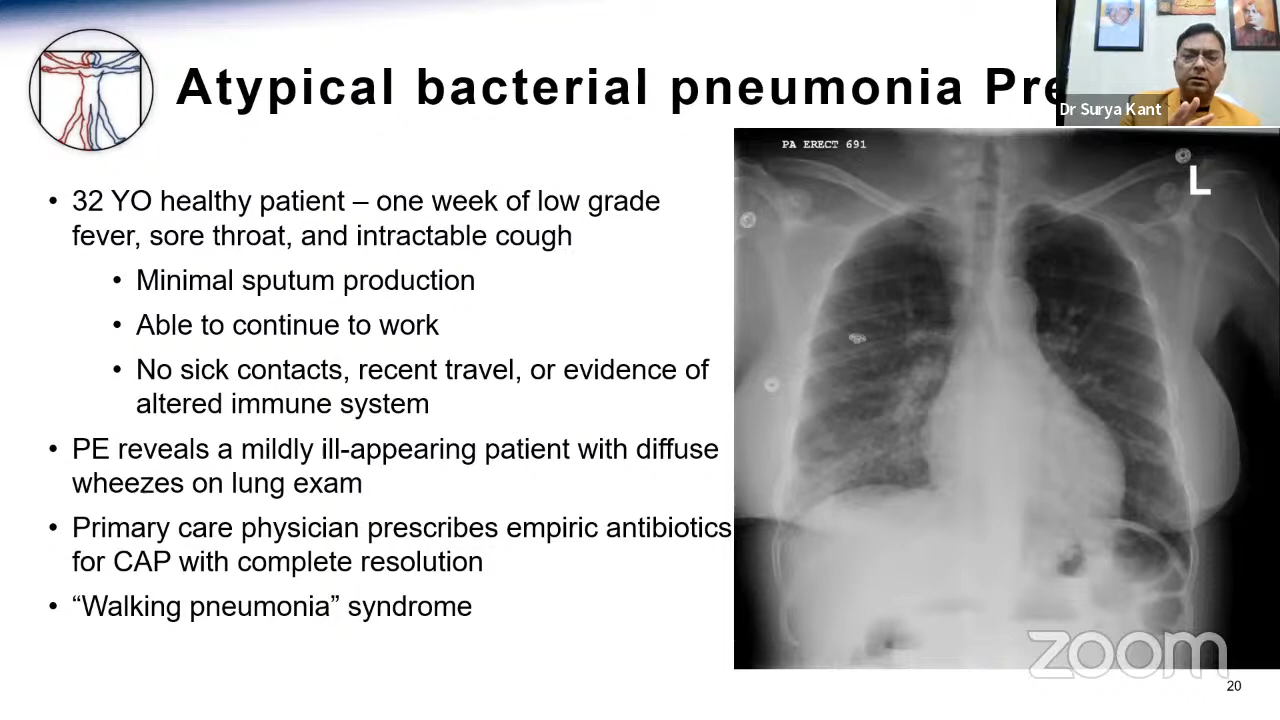 Atypical bacterial pneumonia Pre
Dr Surya Kant
PA ERECT 691
L
• 32 YO healthy patient – one week of low grade
fever, sore throat, and intractable cough
• Minimal sputum production
• Able to continue to work
• No sick contacts, recent travel, or evidence of
altered immune system
• PE reveals a mildly ill-appearing patient with diffuse
wheezes on lung exam
• Primary care physician prescribes empiric antibiotics
for CAP with complete resolution
• “Walking pneumonia” syndrome
zoom
20